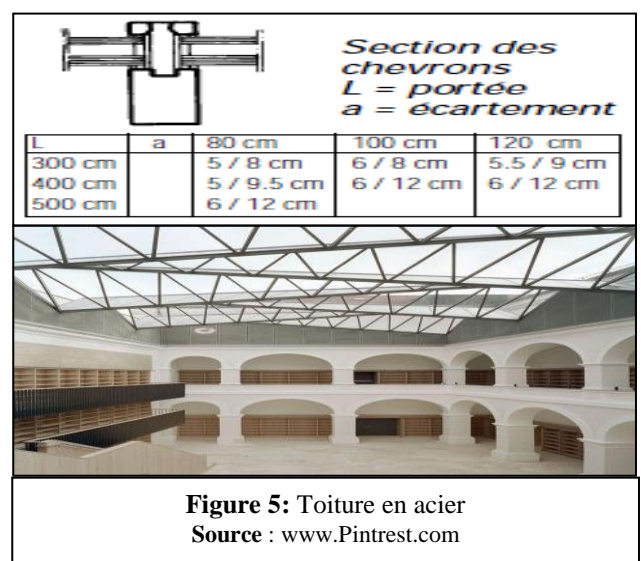 Section des
chevrons
L = portée
a = écartement
L a 80 cm 100 cm 120 cm
300 cm 5 / 8 cm 6 / 8 cm 5.5 / 9 cm
400 cm 5 / 9.5 cm 6 / 12 cm 6 / 12 cm
500 cm 6 / 12 cm
Figure 5: Toiture en acier
Source : www.Pintrest.com